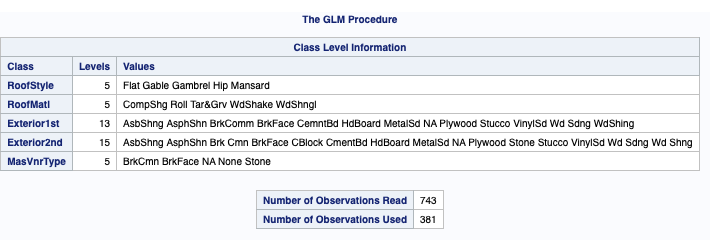 The GLM Procedure
Class Level Information
Class Levels Values
RoofStyle 5 Flat Gable Gambrel Hip Mansard
RoofMatl 5 CompShg Roll Tar&Grv WdShake WdShngl
Exterior1st 13 AsbShng AsphShn BrkComm BrkFace CemntBd HdBoard MetalSd NA Plywood Stucco VinylSd Wd Sdng WdShing
Exterior2nd 15 AsbShng AsphShn Brk Cmn BrkFace CBlock CmentBd HdBoard MetalSd NA Plywood Stone Stucco VinylSd Wd Sdng Wd Shng
MasVnrType 5 BrkCmn BrkFace NA None Stone
Number of Observations Read 743
Number of Observations Used 381